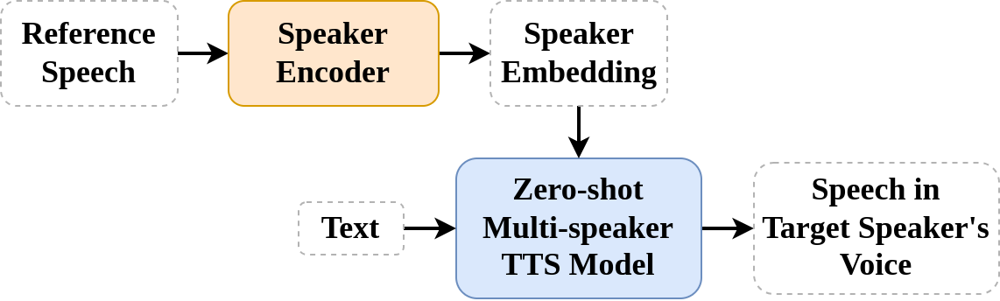 Reference
Speech
Speaker
Encoder
Speaker
Embedding
Text
Zero-shot
Multi-speaker
TTS Model
Speech in
Target Speaker's
Voice